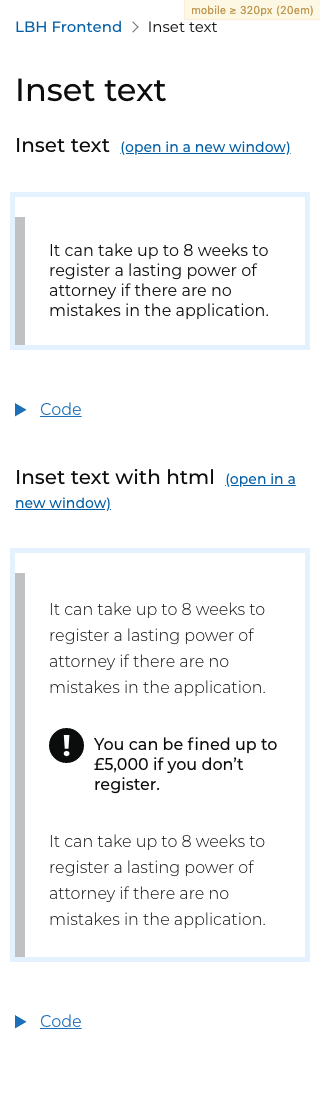 mobile ≥ 320px (20em)
LBH Frontend > Inset text
Inset text
Inset text (open in a new window)
It can take up to 8 weeks to
register a lasting power of
attorney if there are no
mistakes in the application.
Code
Inset text with html (open in a
new window)
It can take up to 8 weeks to
register a lasting power of
attorney if there are no
mistakes in the application.
! You can be fined up to
£5,000 if you don’t
register.
It can take up to 8 weeks to
register a lasting power of
attorney if there are no
mistakes in the application.
Code